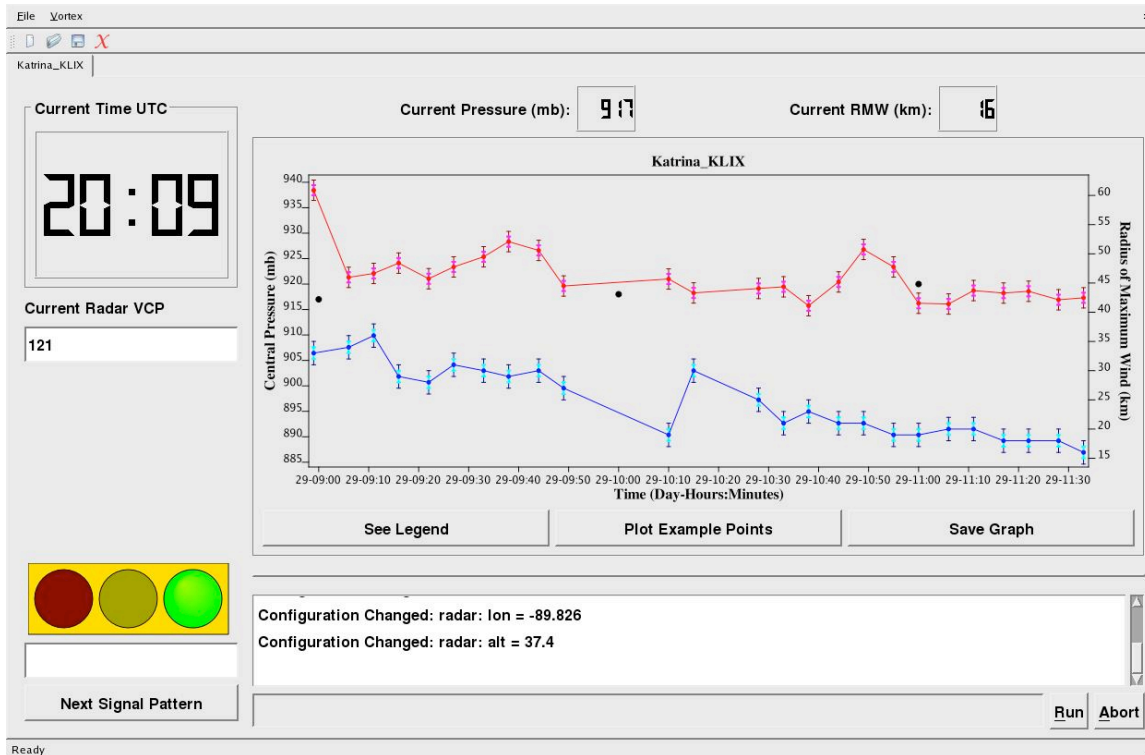 File Vortex
X
Katrina_KLIX
Current Time UTC
20:09
Current Pressure (mb): 917
Current RMW (km): 16
Current Radar VCP
121
Katrina_KLIX
Central Pressure (mb)
940
935
930
925
920
915
910
905
900
895
890
885
60
55
50
45
40
35
30
25
20
15
Radius of Maximum Wind (km)
29-09:00 29-09:10 29-09:20 29-09:30 29-09:40 29-09:50 29-10:00 29-10:10 29-10:20 29-10:30 29-10:40 29-10:50 29-11:00 29-11:10 29-11:20 29-11:30
Time (Day-Hours:Minutes)
See Legend Plot Example Points Save Graph
Configuration Changed: radar: lon = -89.826
Configuration Changed: radar: alt = 37.4
Next Signal Pattern
Run Abort
Ready